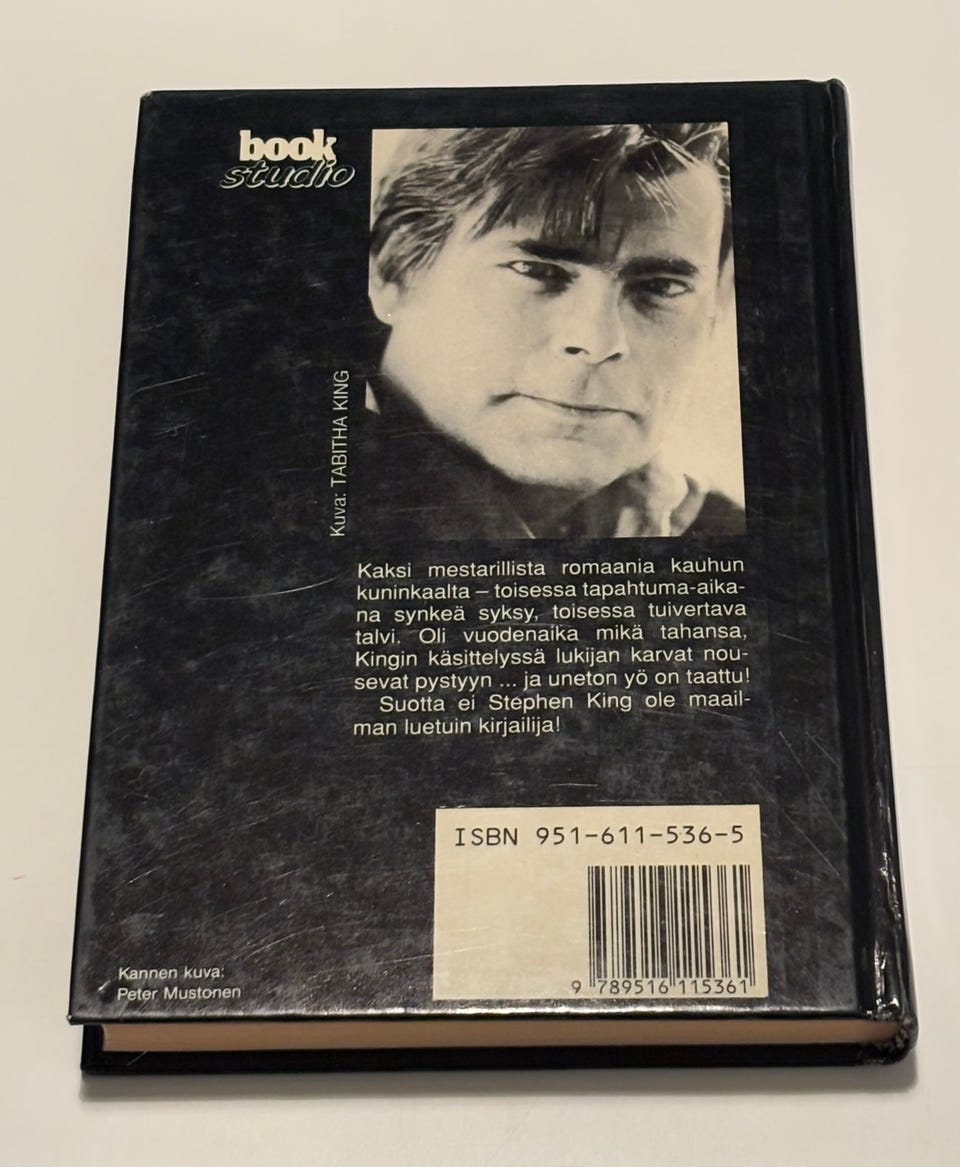 book
studio
Kuva: TABITHA KING
Kaksi mestarillista romaania kauhun
kuninkaalta – toisessa tapahtuma-aika-
na synkeä syksy, toisessa tuivertava
talvi. Oli vuodenaika mikä tahansa,
Kingin käsittelyssä lukijan karvat nou-
sevat pystyyn ... ja uneton yö on taattu!
Suotta ei Stephen King ole maail-
man luetuin kirjailija!
ISBN 951-611-536-5
9 789516 115361
Kannen kuva:
Peter Mustonen